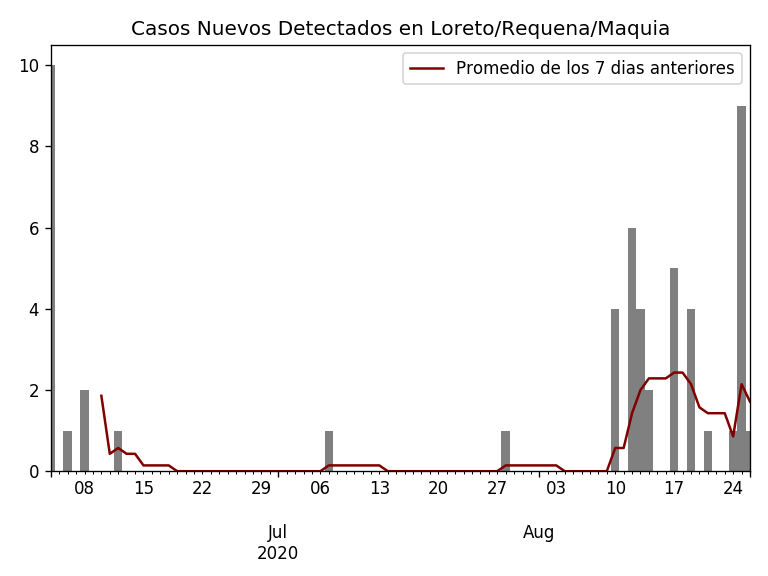 Casos Nuevos Detectados en Loreto/Requena/Maquia
Promedio de los 7 dias anteriores
10
8
6
4
2
0
08 15 22 29 06 13 20 27 03 10 17 24
Jul Aug
2020